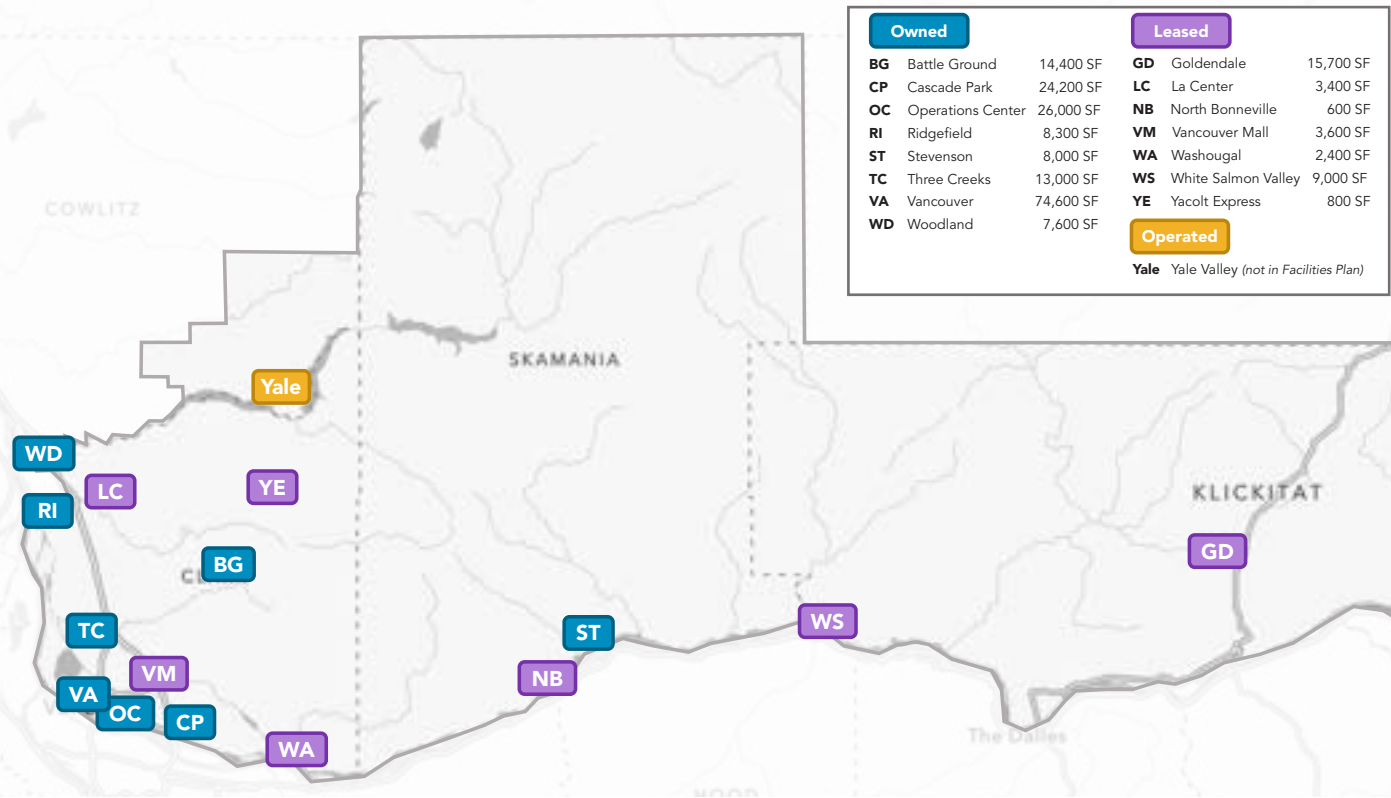 Owned
BG Battle Ground 14,400 SF
CP Cascade Park 24,200 SF
OC Operations Center 26,000 SF
RI Ridgefield 8,300 SF
ST Stevenson 8,000 SF
TC Three Creeks 13,000 SF
VA Vancouver 74,600 SF
WD Woodland 7,600 SF
Leased
GD Goldendale 15,700 SF
LC La Center 3,400 SF
NB North Bonneville 600 SF
VM Vancouver Mall 3,600 SF
WA Washougal 2,400 SF
WS White Salmon Valley 9,000 SF
YE Yacolt Express 800 SF
Operated
Yale Yale Valley (not in Facilities Plan)
COWLITZ
SKAMANIA
Yale
WD
LC
YE
KLICKITAT
RI
GD
BG
TC
ST
WS
VM
NB
VA
OC
CP
WA
The Dalles
HOOD